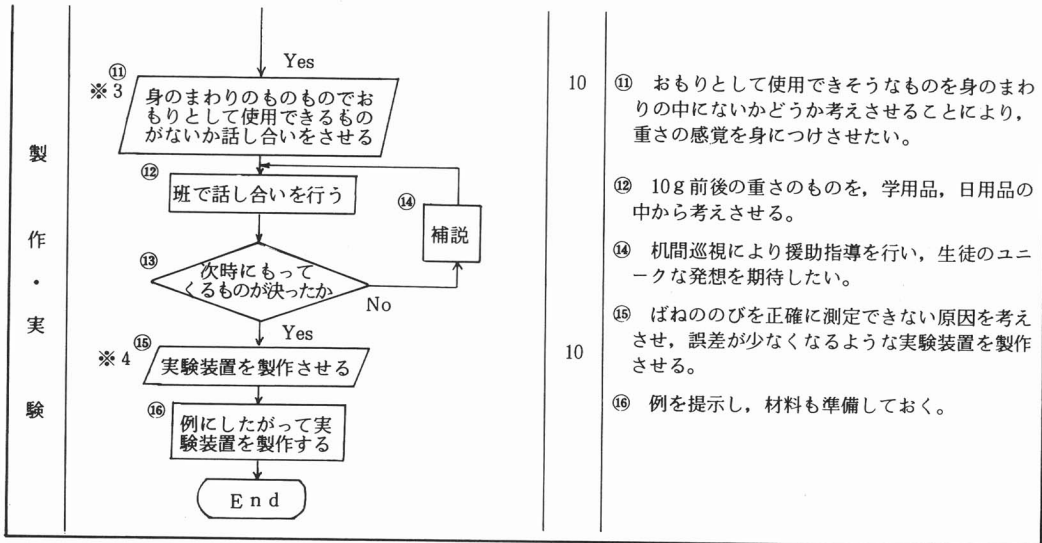 Yes
⑪
※3
身のまわりのものものでお
もりとして使用できるもの
がないか話し合いをさせる
⑫
班で話し合いを行う
⑭
補説
⑬
次時にもって
くるものが決ったか
No
Yes
⑮
※4
実験装置を製作させる
⑯
例にしたがって実
験装置を製作する
End
製作・実験
10
10
⑪ おもりとして使用できそうなものを身のまわ
りの中にないかどうか考えさせることにより,
重さの感覚を身につけさせたい。
⑫ 10g前後の重さのものを,学用品,日用品の
中から考えさせる。
⑭ 机間巡視により援助指導を行い,生徒のユニ
ークな発想を期待したい。
⑮ ばねののびを正確に測定できない原因を考え
させ,誤差が少なくなるような実験装置を製作
させる。
⑯ 例を提示し,材料も準備しておく。